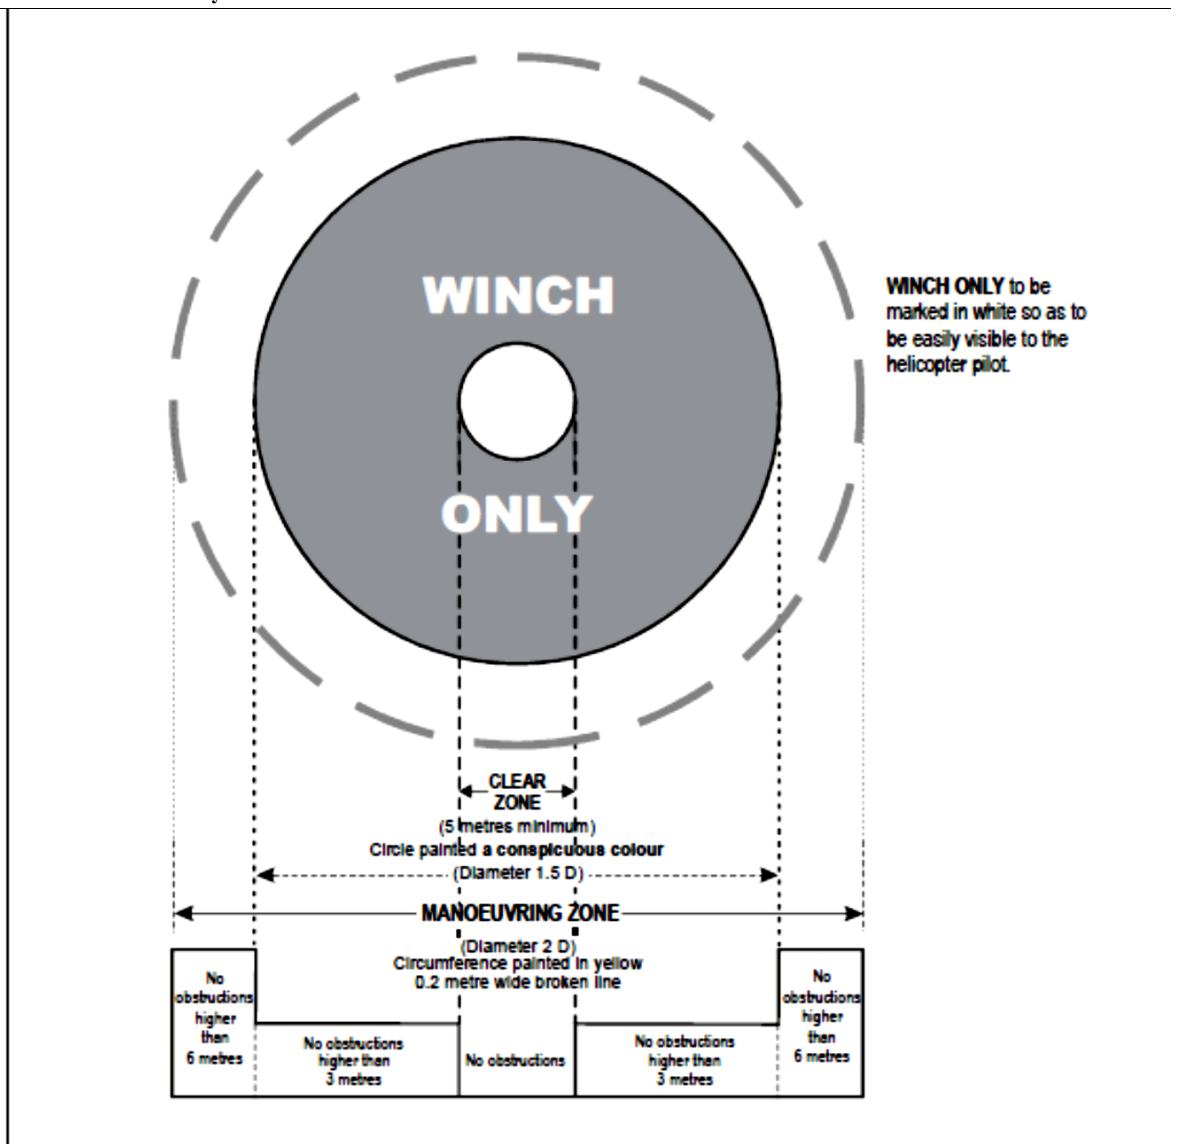 WINCH
ONLY
WINCH ONLY to be
marked in white so as to
be easily visible to the
helicopter pilot.
CLEAR
ZONE
(5 metres minimum)
Circle painted a conspicuous colour
(Diameter 1.5 D)
MANOEUVRING ZONE
(Diameter 2 D)
Circumference painted in yellow
0.2 metre wide broken line
No
obstructions
higher
than
6 metres
No obstructions
higher than
3 metres
No obstructions
No obstructions
higher than
3 metres
No
obstructions
higher
than
6 metres